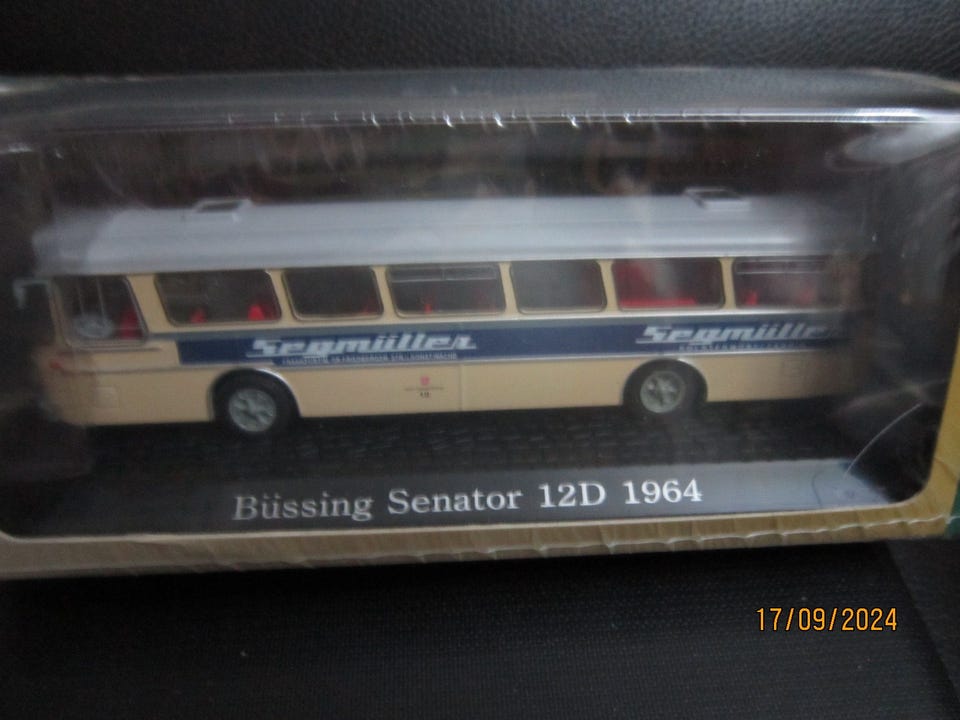 Segmüller
Segmüller
Büssing Senator 12D 1964
17/09/2024